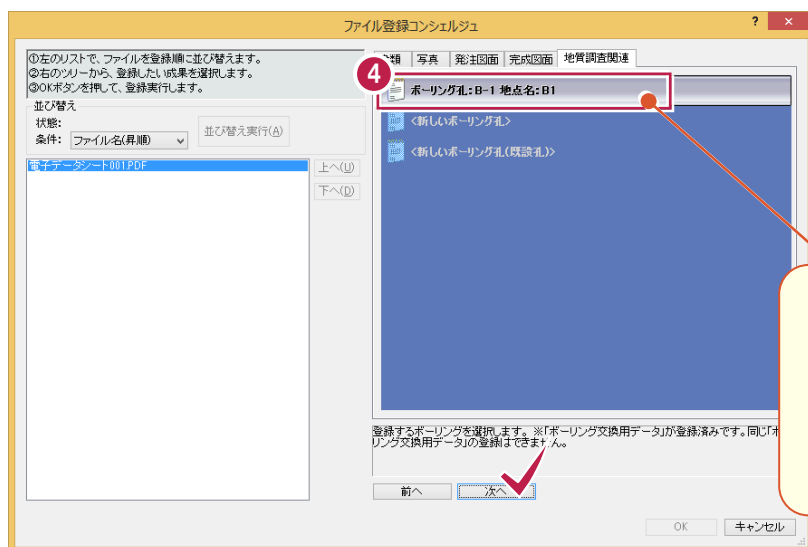 ファイル登録コンシェルジュ
? ×
①左のリストで、ファイルを登録順に並び替えます。
②右のツリーから、登録したい成果を選択します。
③OKボタンを押して、登録実行します。
並び替え
状態:
条件: ファイル名(昇順)
並び替え実行(A)
電子データシート001.PDF
上へ(U)
下へ(D)
類 写真 発注図面 完成図面 地質調査関連
4
ボーリング孔:B-1 地点名:B1
<新しいボーリング孔>
<新しいボーリング孔(既設孔)>
登録するボーリングを選択します。※「ボーリング交換用データ」が登録済みです。同じ「ボ
リング交換用データ」の登録はできません。
前へ 次へ
OK キャンセル